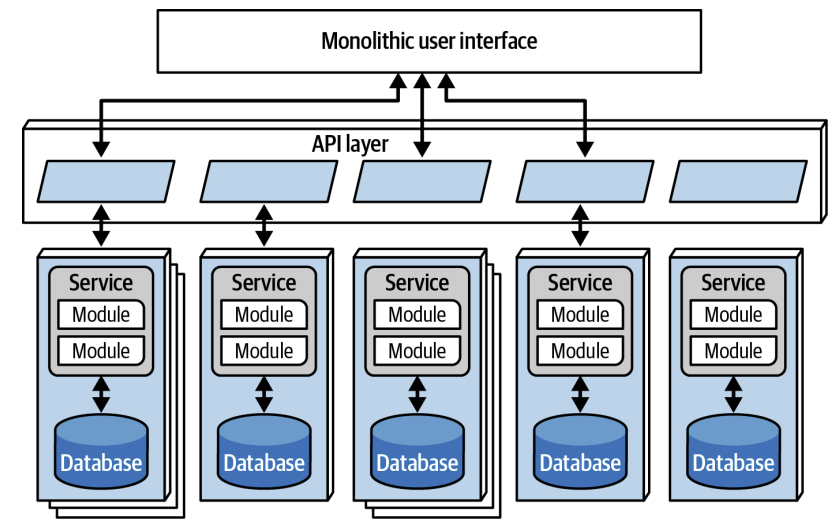 Monolithic user interface
API layer
Service
Module
Module
Database
Service
Module
Module
Database
Service
Module
Module
Database
Service
Module
Module
Database
Service
Module
Module
Database